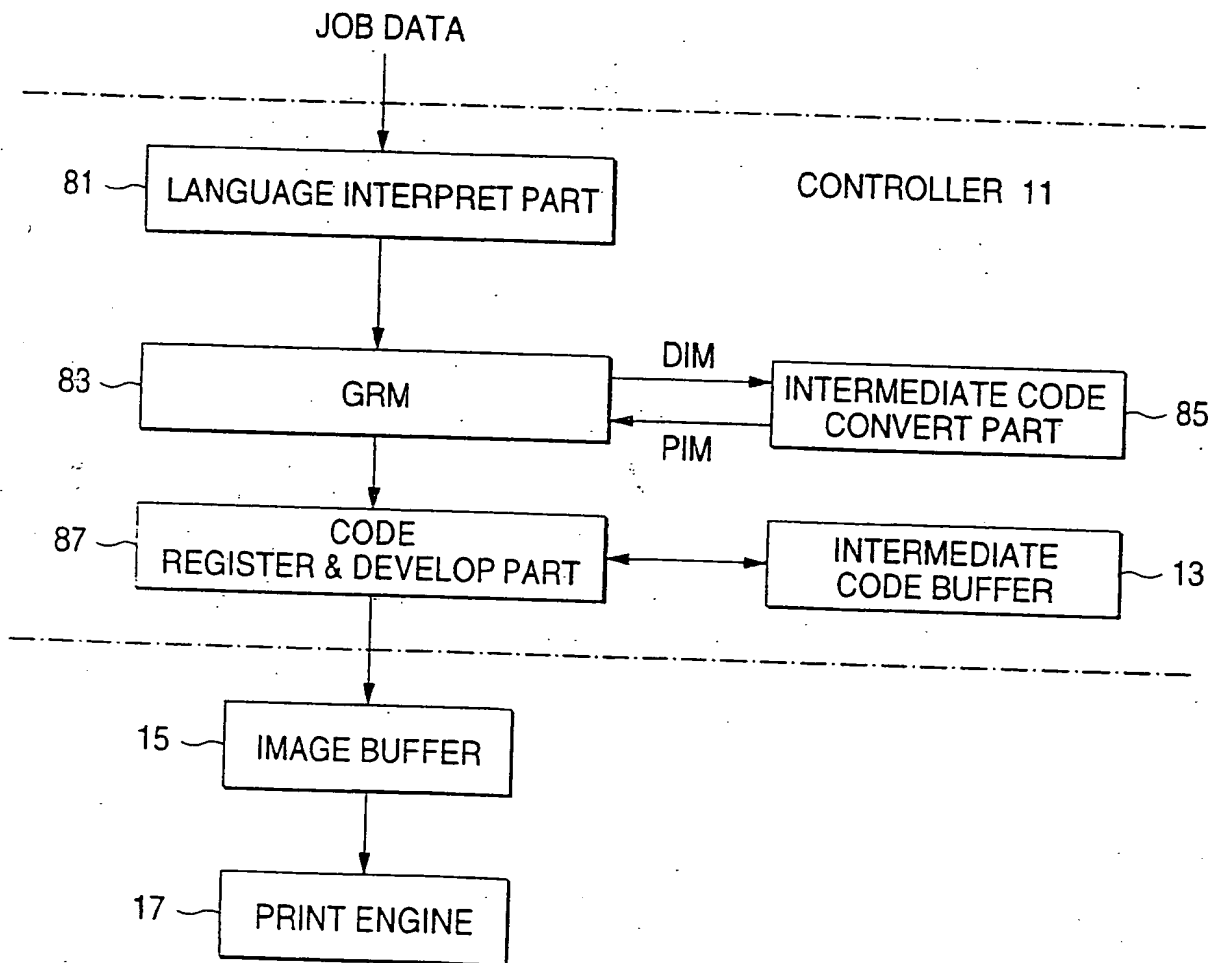 JOB DATA
81
LANGUAGE INTERPRET PART
CONTROLLER 11
83
GRM
DIM
PIM
INTERMEDIATE CODE
CONVERT PART
85
87
CODE
REGISTER & DEVELOP PART
INTERMEDIATE
CODE BUFFER
13
15
IMAGE BUFFER
17
PRINT ENGINE